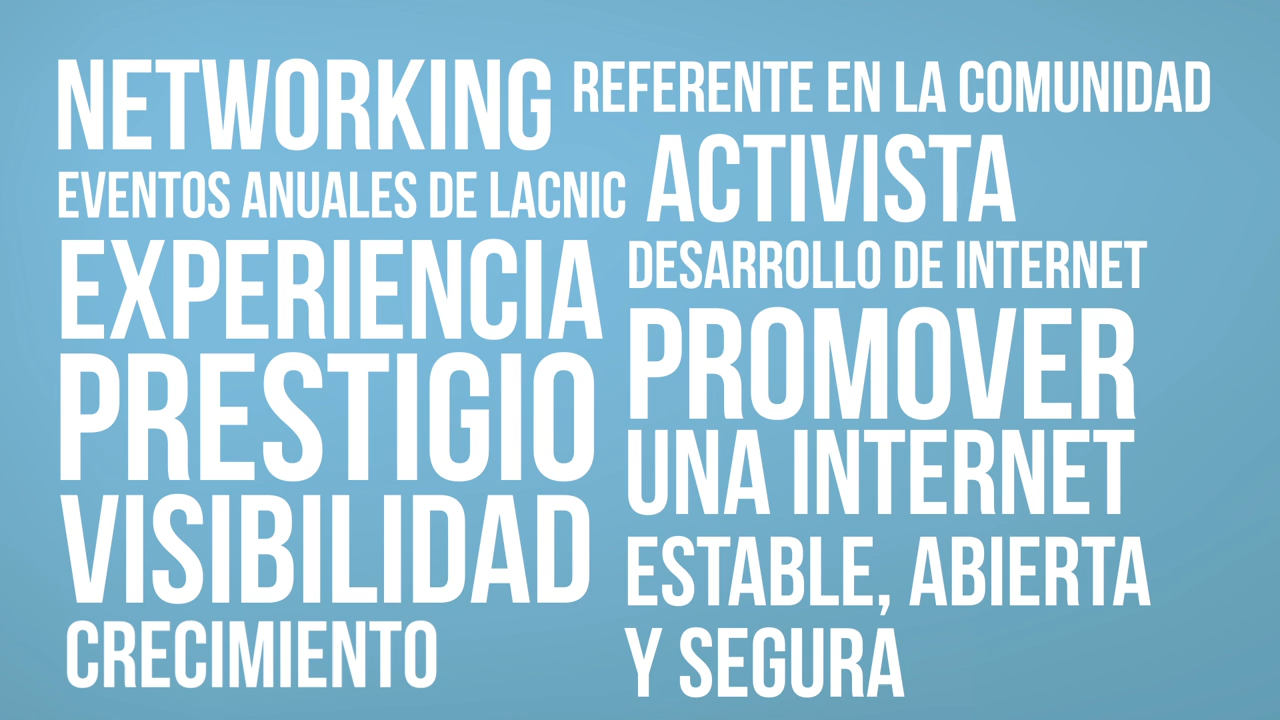 NETWORKING
EVENTOS ANUALES DE LACNIC
EXPERIENCIA
PRESTIGIO
VISIBILIDAD
CRECIMIENTO
REFERENTE EN LA COMUNIDAD
ACTIVISTA
DESARROLLO DE INTERNET
PROMOVER
UNA INTERNET
ESTABLE, ABIERTA
Y SEGURA